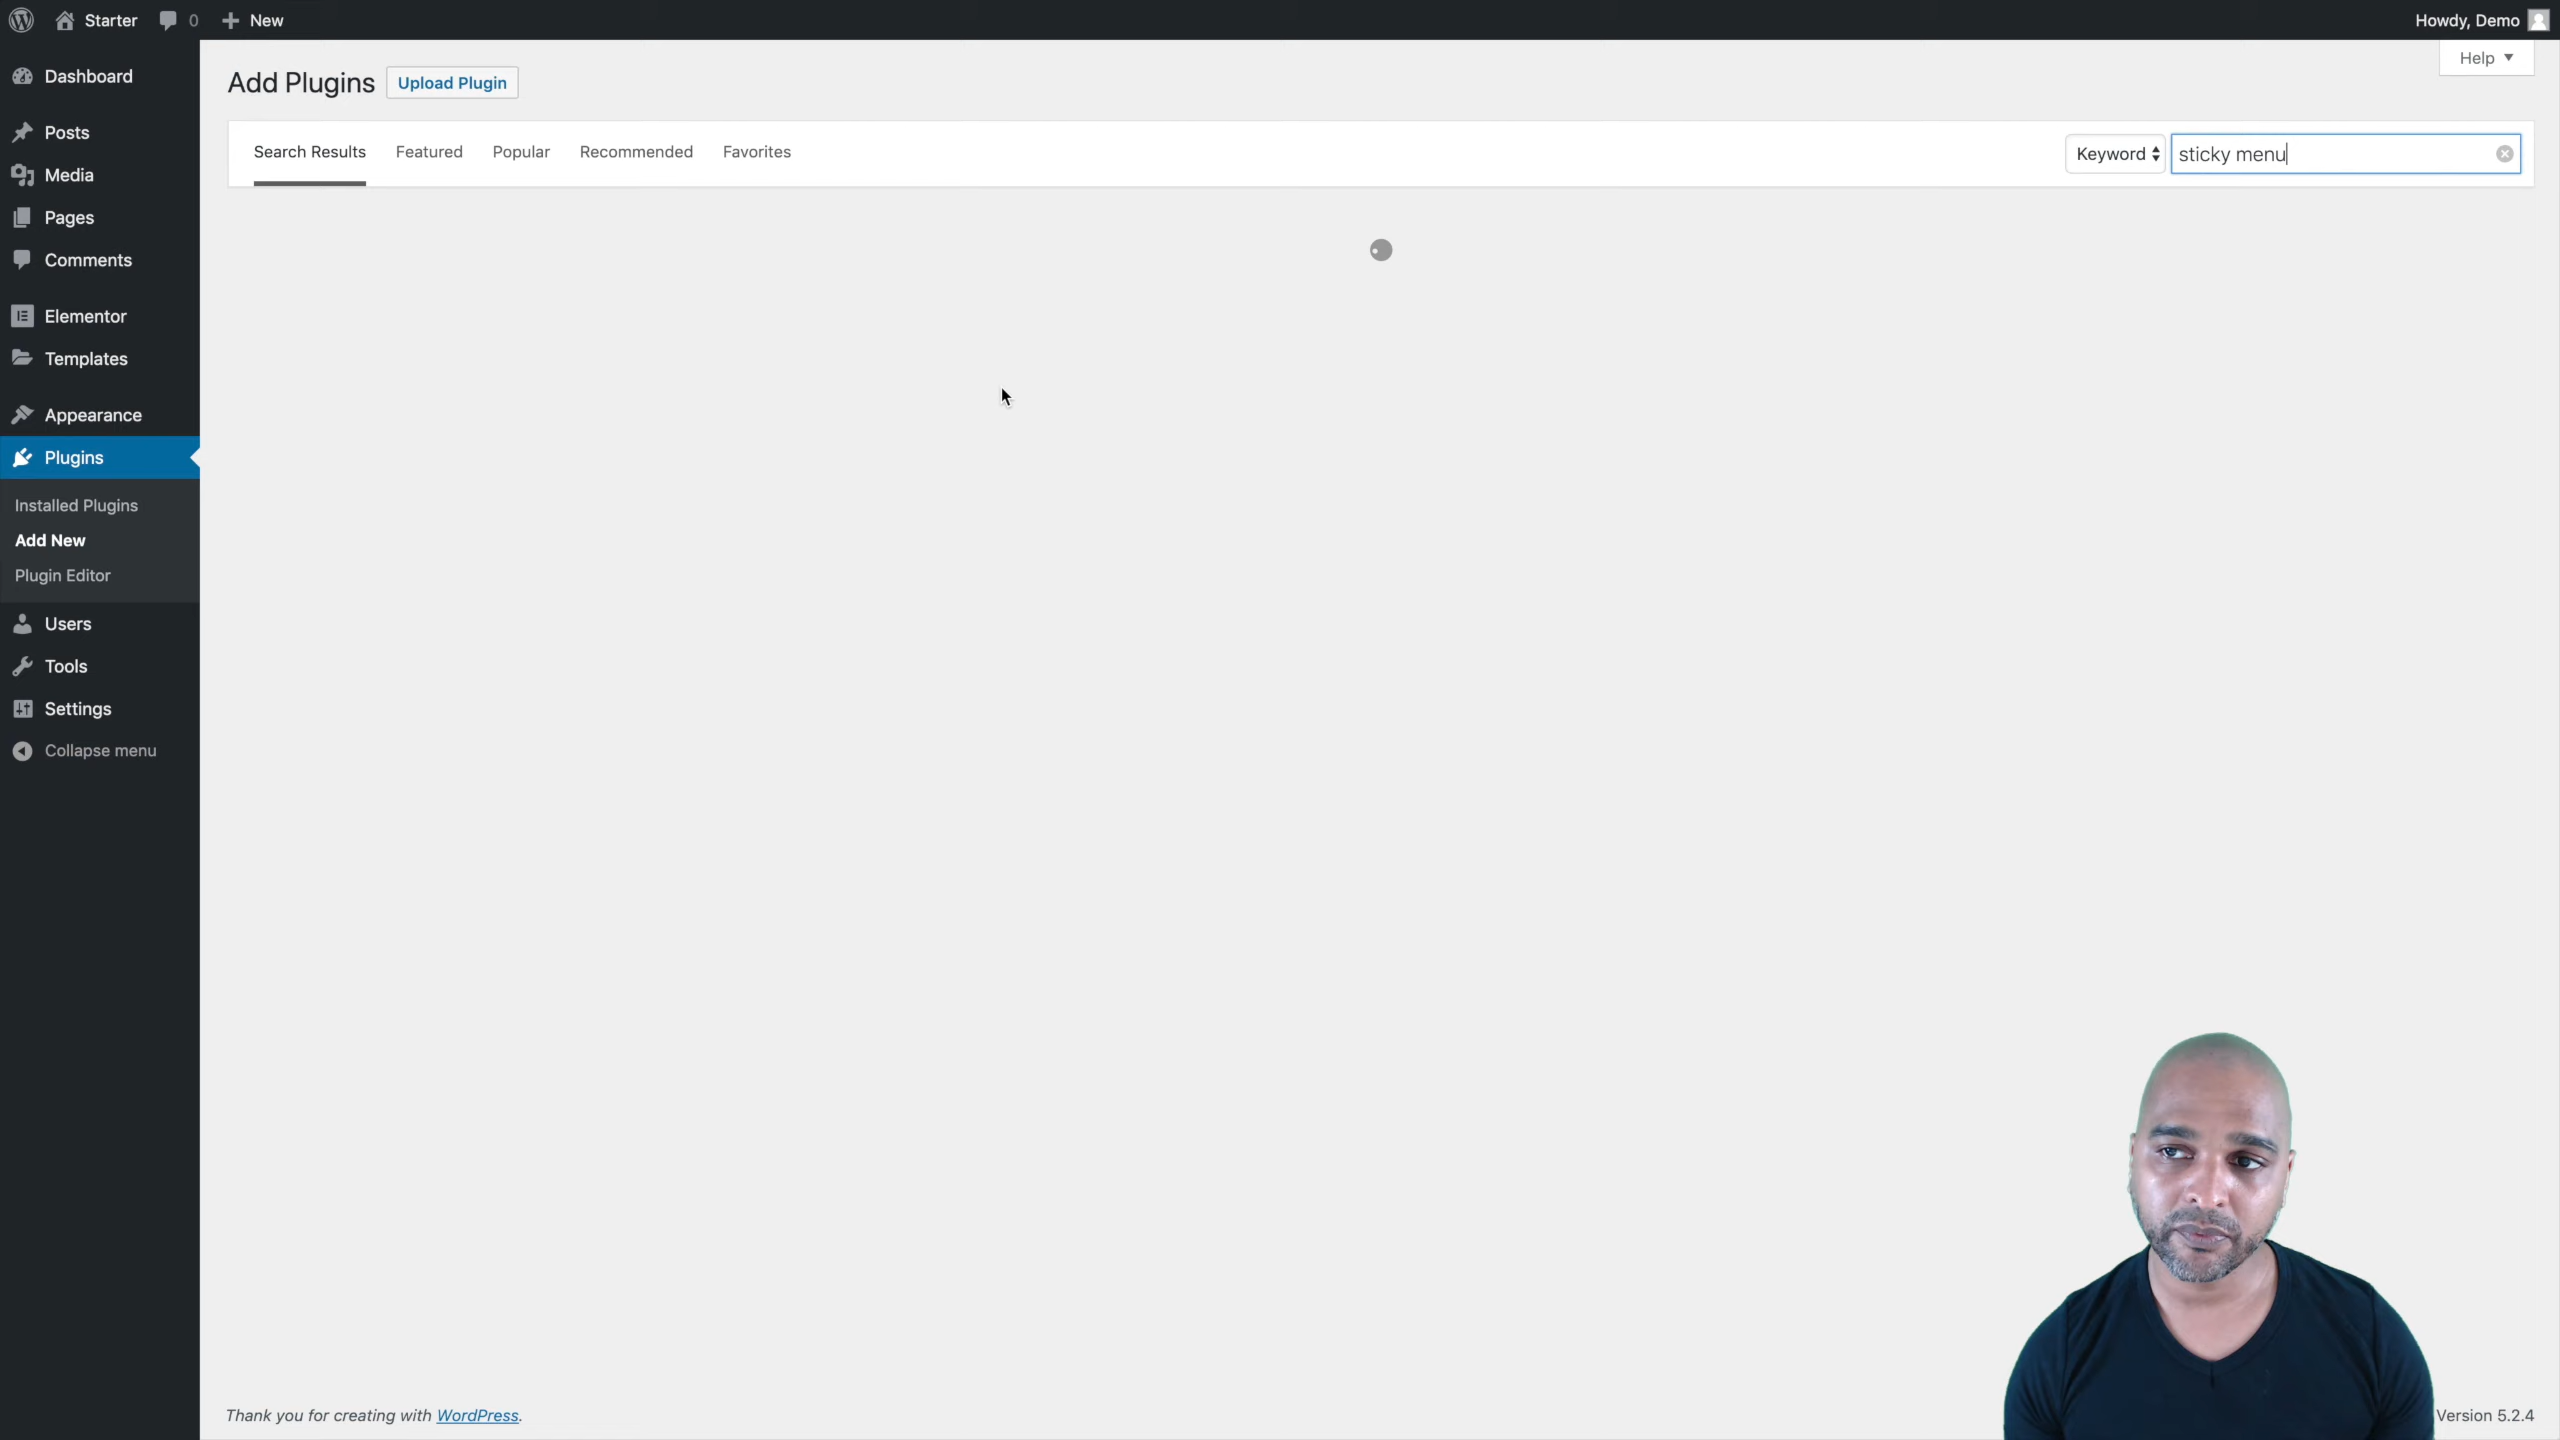 Starter 0 New Howdy, Demo
Help
Dashboard
Posts
Media
Pages
Comments
Elementor
Templates
Appearance
Plugins
Installed Plugins
Add New
Plugin Editor
Users
Tools
Settings
Collapse menu
Add Plugins Upload Plugin
Search Results Featured Popular Recommended Favorites Keyword sticky menu
Thank you for creating with WordPress. Version 5.2.4